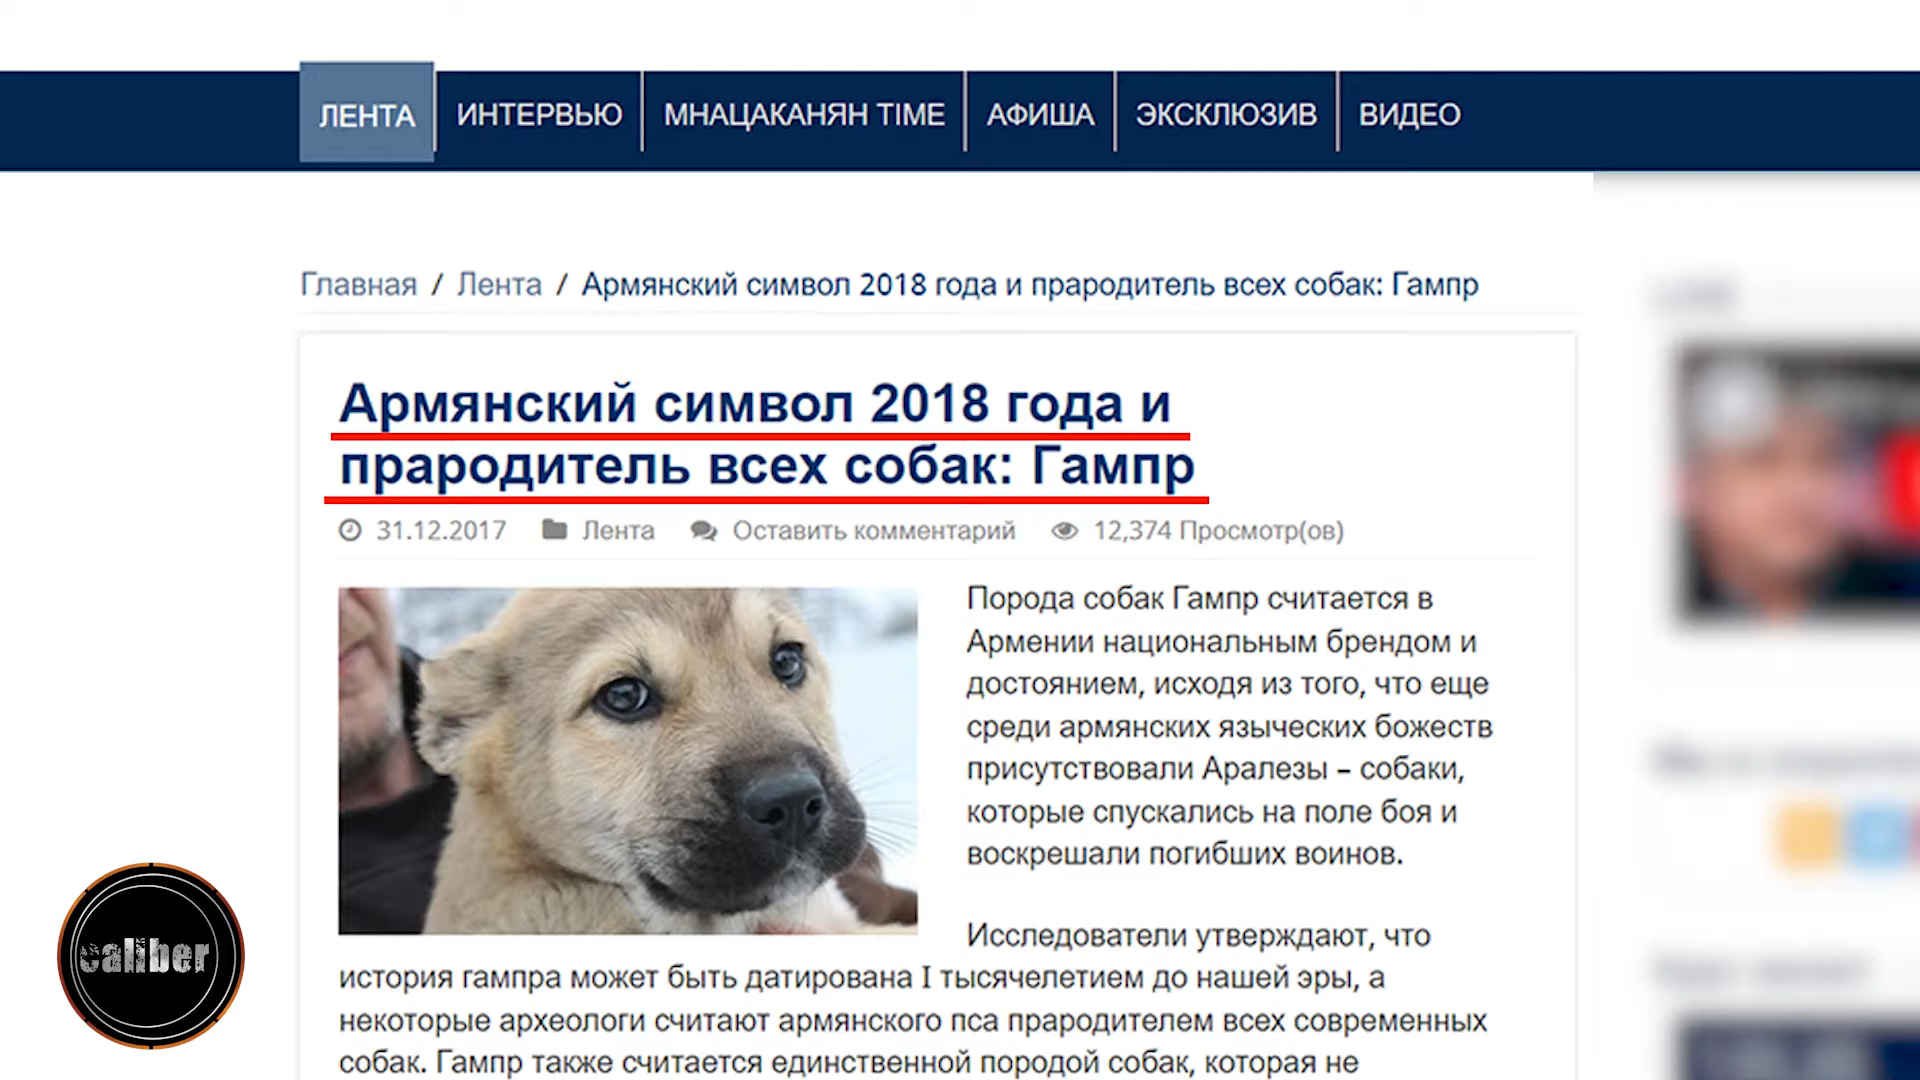 ЛЕНТА ИНТЕРВЬЮ МНАЦАКАНЯН TIME АФИША ЭКСКЛЮЗИВ ВИДЕО
Главная / Лента / Армянский символ 2018 года и прародитель всех собак: Гампр
Армянский символ 2018 года и
прародитель всех собак: Гампр
31.12.2017 Лента Оставить комментарий 12,374 Просмотр(ов)
Порода собак Гампр считается в
Армении национальным брендом и
достоянием, исходя из того, что еще
среди армянских языческих божеств
присутствовали Аралезы – собаки,
которые спускались на поле боя и
воскрешали погибших воинов.
Исследователи утверждают, что
история гампра может быть датирована I тысячелетием до нашей эры, а
некоторые археологи считают армянского пса прародителем всех современных
собак. Гампр также считается единственной породой собак, которая не
caliber